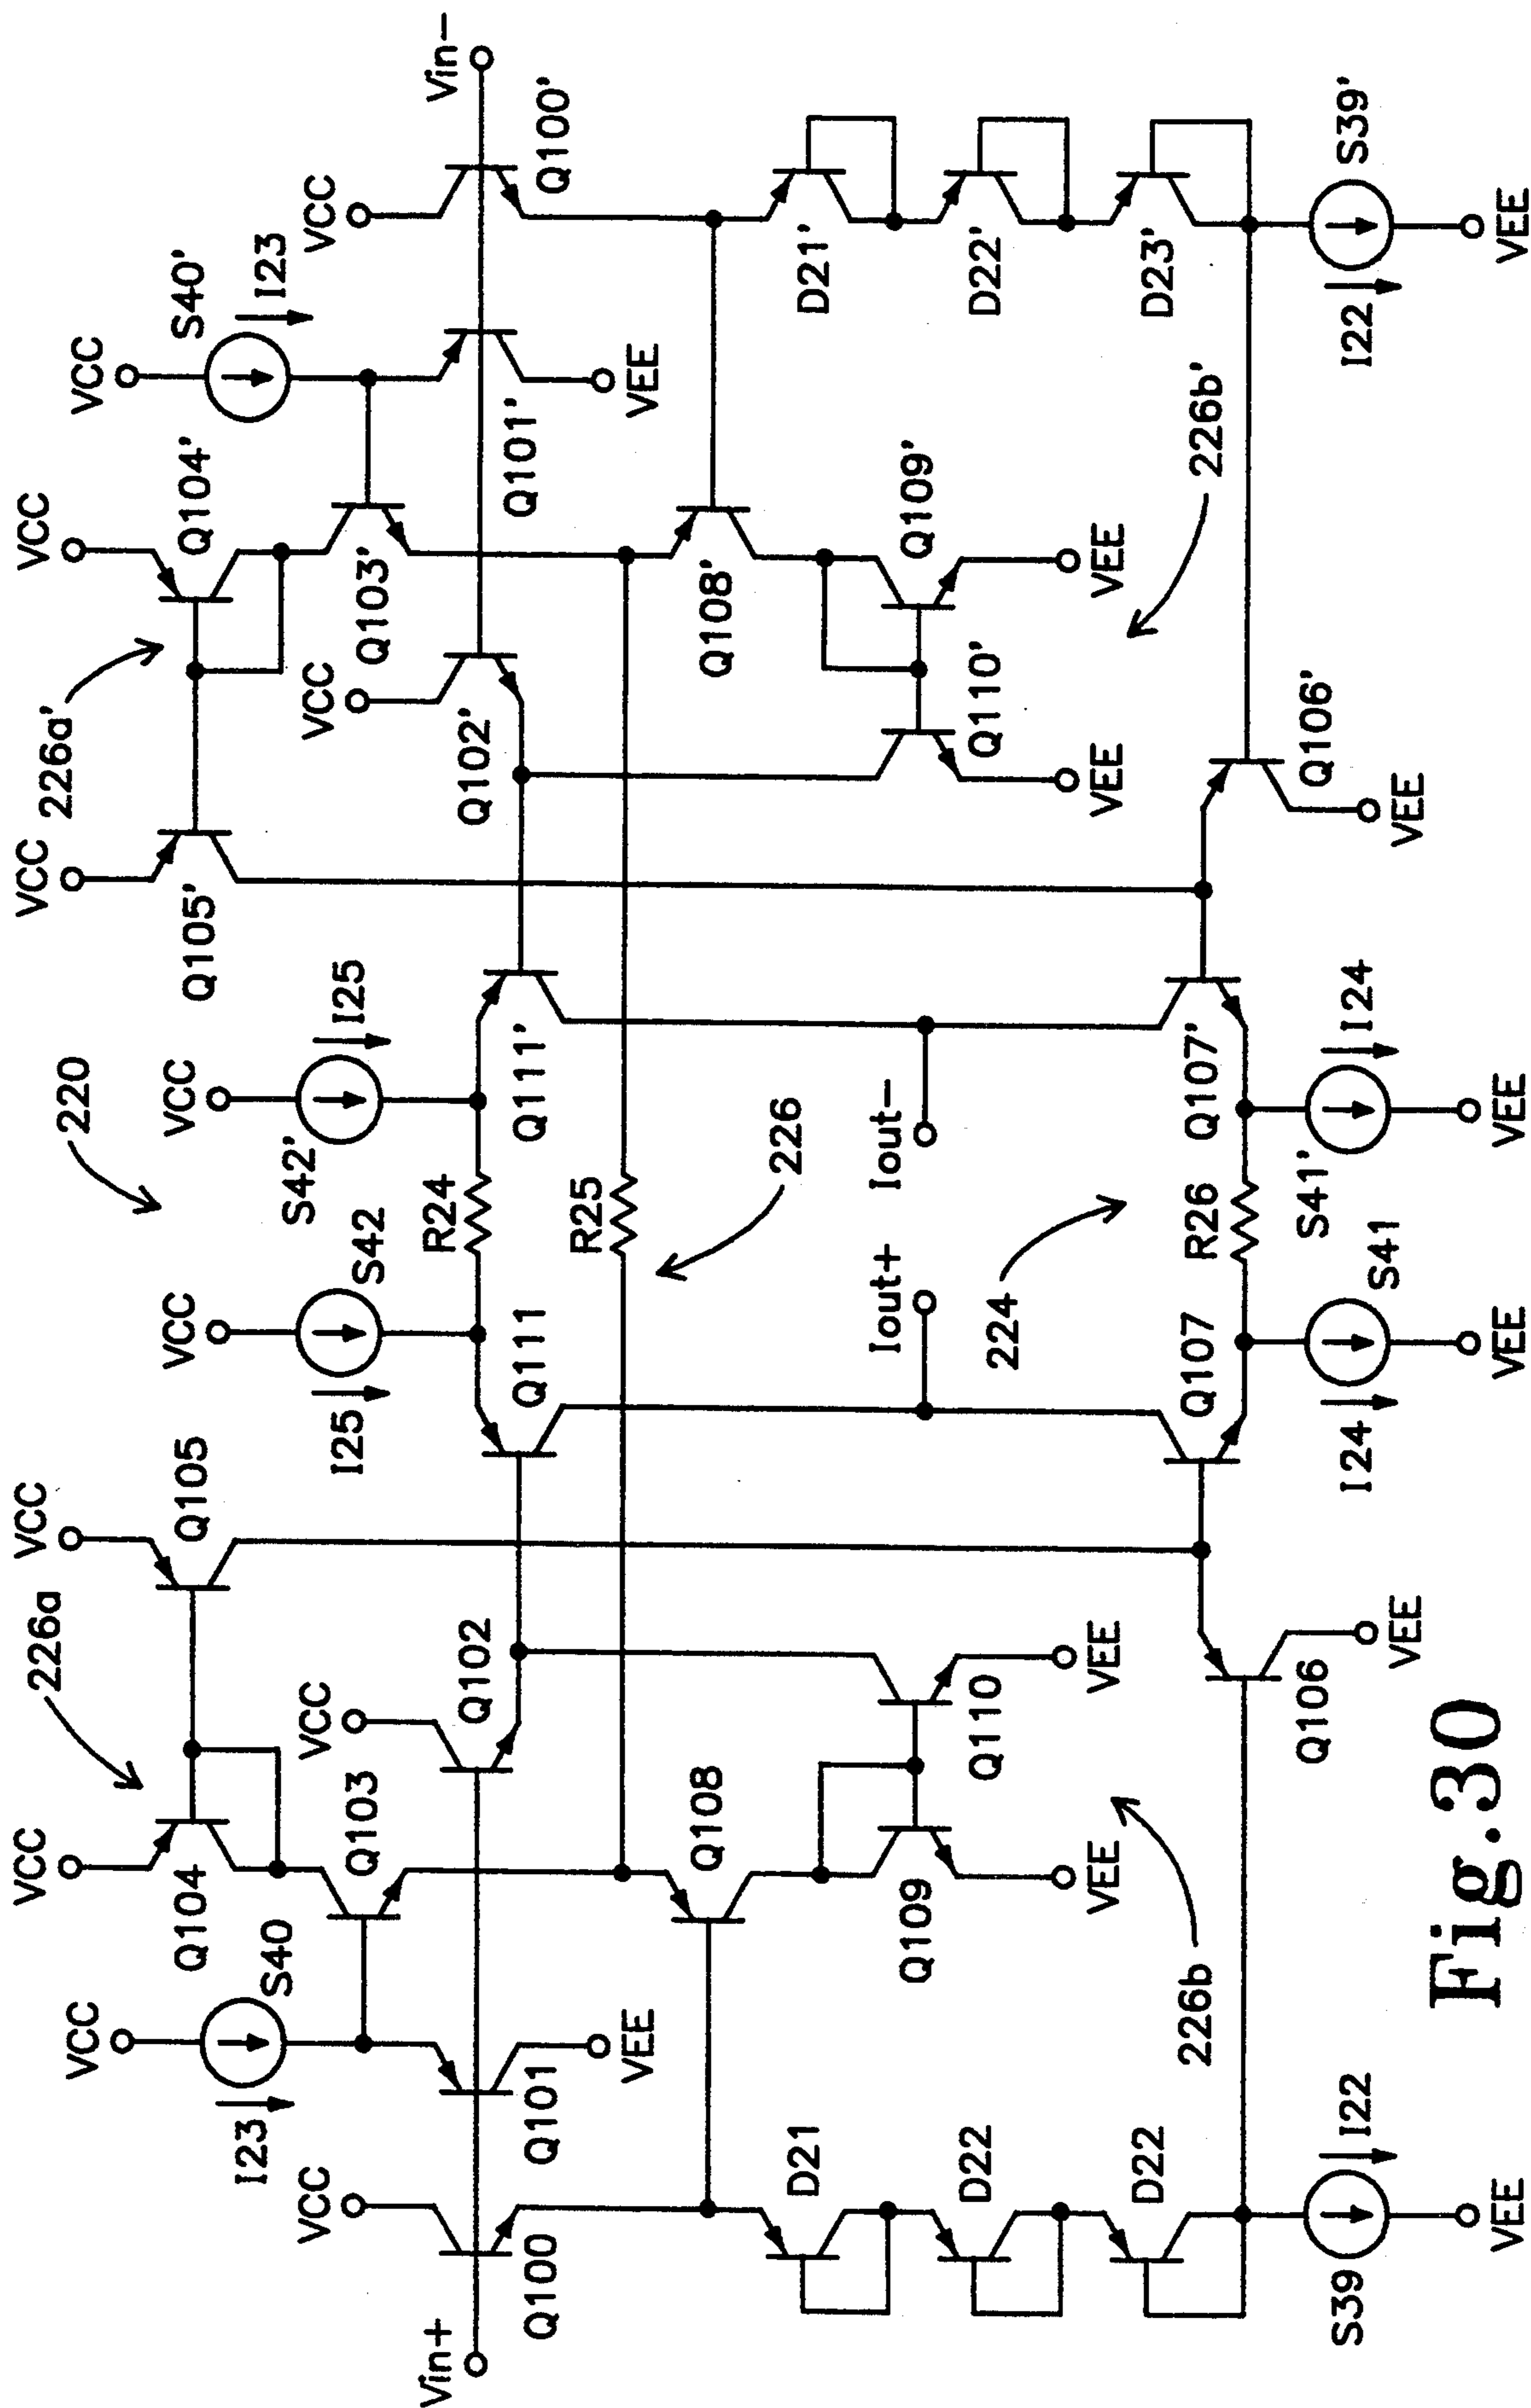 VCC
VCC
VCC
VCC
226a
226a'
220
VCC
VCC
Q104
Q105
Q105'
Q104'
S40'
VCC
VCC
I23
S40
I23
VCC
VCC
VCC
VCC
Q103
I25
S42
S42'
I25
Q103'
Vin+
Vin-
Q100
Q101
Q102
Q111
R24
Q111'
Q102'
Q101'
Q100'
VEE
R25
VEE
Q108
Q108'
D21
226
D21'
Iout+
Iout-
Q109
Q110
Q110'
Q109'
D22
224
D22'
VEE
VEE
VEE
VEE
D22
D23'
226b
Q107
R26
Q107'
226b'
Q106
Q106'
S39
I22
I24
S41
S41'
I24
I22
S39'
VEE
VEE
VEE
VEE
VEE
VEE
Fig.30